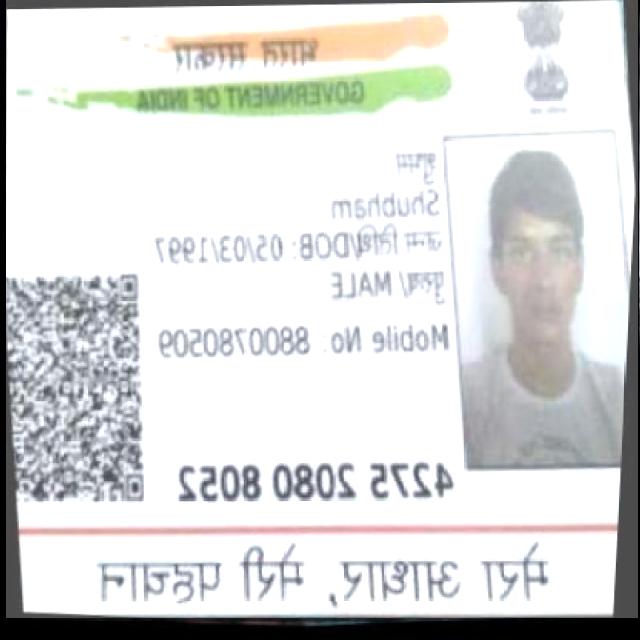 भारत सरकार
GOVERNMENT OF INDIA
शुभम
Shubham
जन्म तिथि/DOB: 05/03/1997
पुरुष/ MALE
Mobile No: 8800780509
4275 2080 8052
मेरा आधार, मेरी पहचान